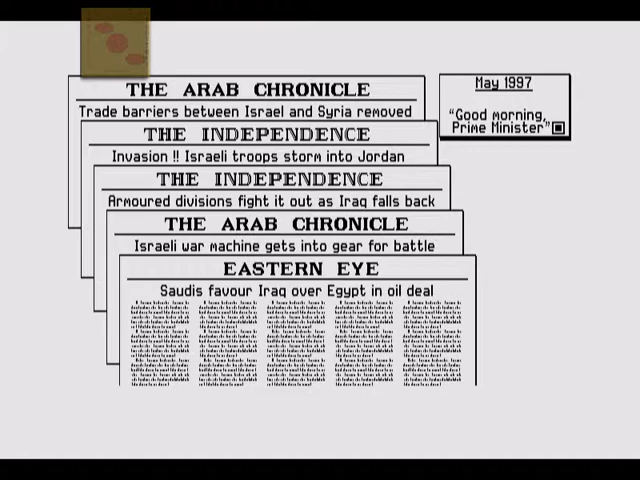 THE ARAB CHRONICLE
Trade barriers between Israel and Syria removed
THE INDEPENDENCE
Invasion !! Israeli troops storm into Jordan
THE INDEPENDENCE
Armoured divisions fight it out as Iraq falls back
THE ARAB CHRONICLE
Israeli war machine gets into gear for battle
EASTERN EYE
Saudis favour Iraq over Egypt in oil deal
May 1997
“Good morning,
Prime Minister”